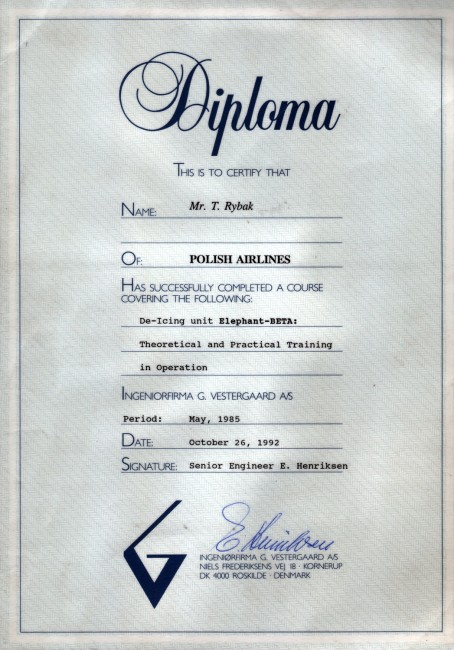 Diploma
THIS IS TO CERTIFY THAT
NAME: Mr. T. Rybak
OF: POLISH AIRLINES
HAS SUCCESSFULLY COMPLETED A COURSE
COVERING THE FOLLOWING:
De-Icing unit Elephant-BETA:
Theoretical and Practical Training
in Operation
INGENIORFIRMA G. VESTERGAARD A/S
Period: May, 1985
DATE: October 26, 1992
SIGNATURE: Senior Engineer E. Henriksen
E. Henriksen
INGENIØRFIRMA G. VESTERGAARD A/S
NIELS FREDERIKSENS VEJ 18 · KORNERUP
DK 4000 ROSKILDE · DENMARK